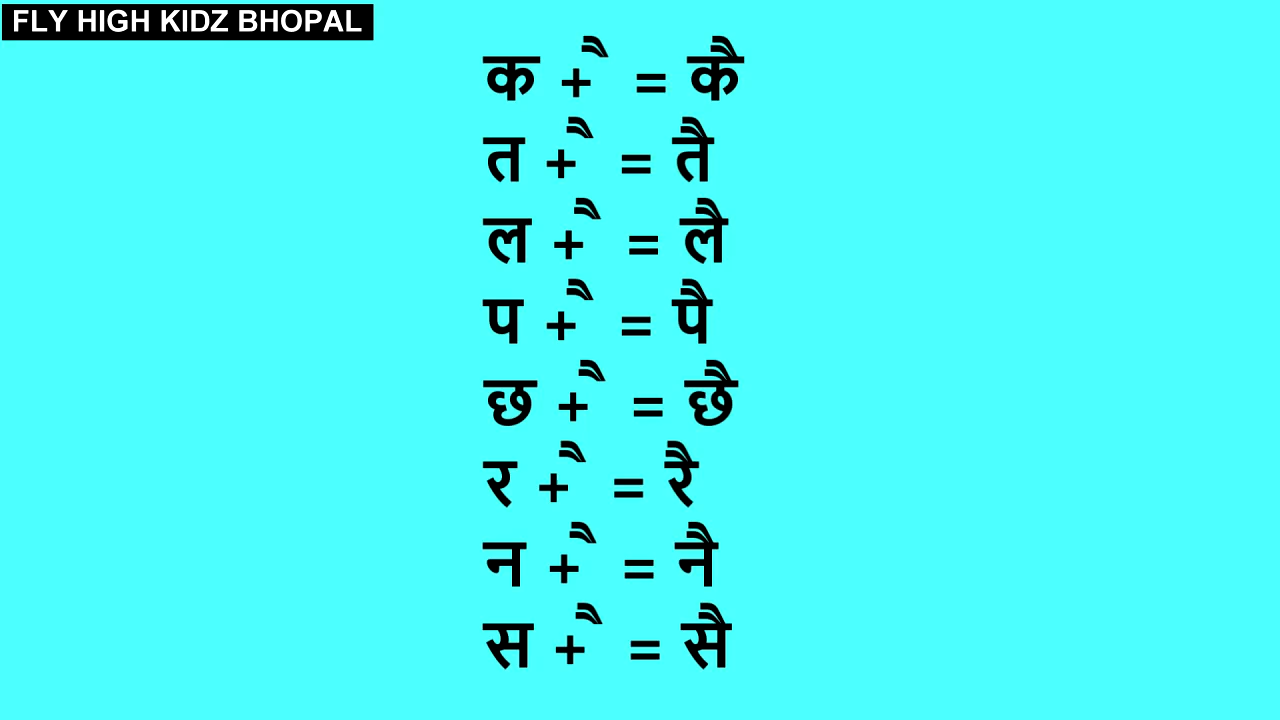 FLY HIGH KIDZ BHOPAL
क + ै = कै
त + ै = तै
ल + ै = लै
प + ै = पै
छ + ै = छै
र + ै = रै
न + ै = नै
स + ै = सै